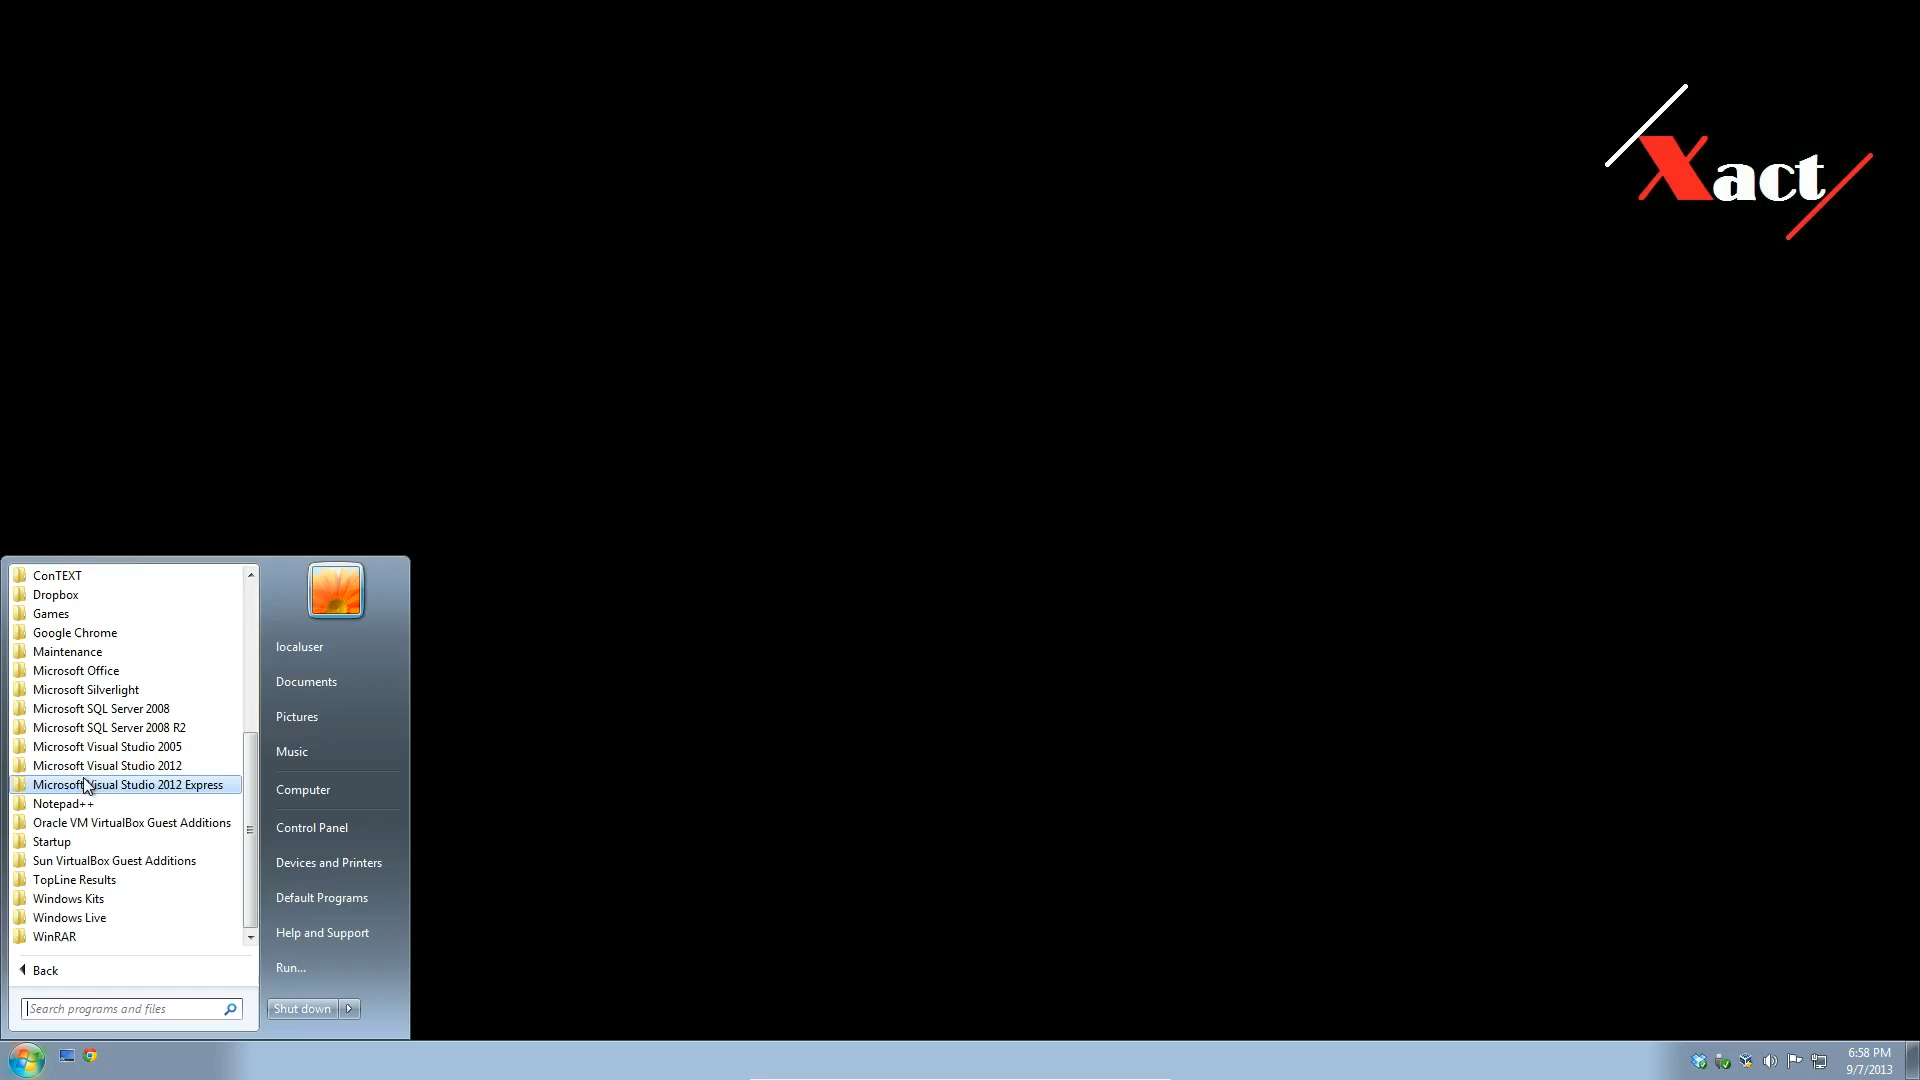 Xact
ConTEXT
Dropbox
Games
Google Chrome
Maintenance
Microsoft Office
Microsoft Silverlight
Microsoft SQL Server 2008
Microsoft SQL Server 2008 R2
Microsoft Visual Studio 2005
Microsoft Visual Studio 2012
Microsoft Visual Studio 2012 Express
Notepad++
Oracle VM VirtualBox Guest Additions
Startup
Sun VirtualBox Guest Additions
TopLine Results
Windows Kits
Windows Live
WinRAR
Back
Search programs and files
localuser
Documents
Pictures
Music
Computer
Control Panel
Devices and Printers
Default Programs
Help and Support
Run...
Shut down
6:58 PM
9/7/2013